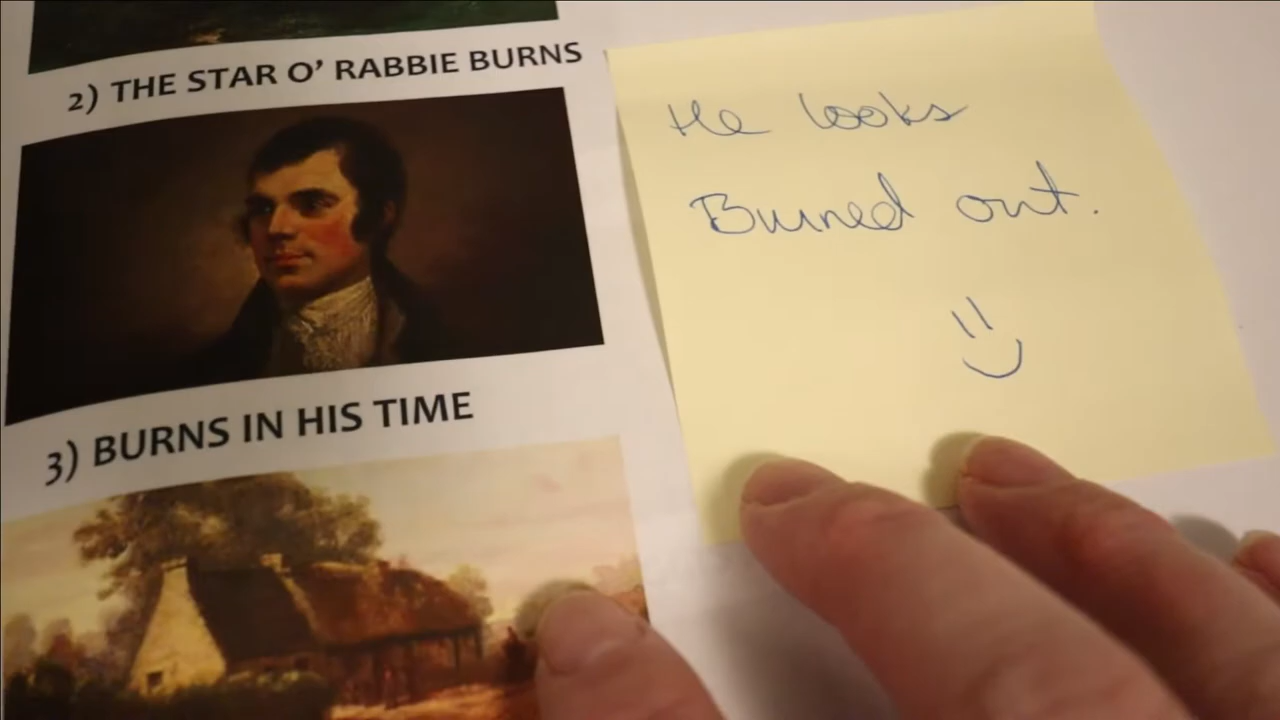 2) THE STAR O’ RABBIE BURNS
He looks
Burned out.
3) BURNS IN HIS TIME